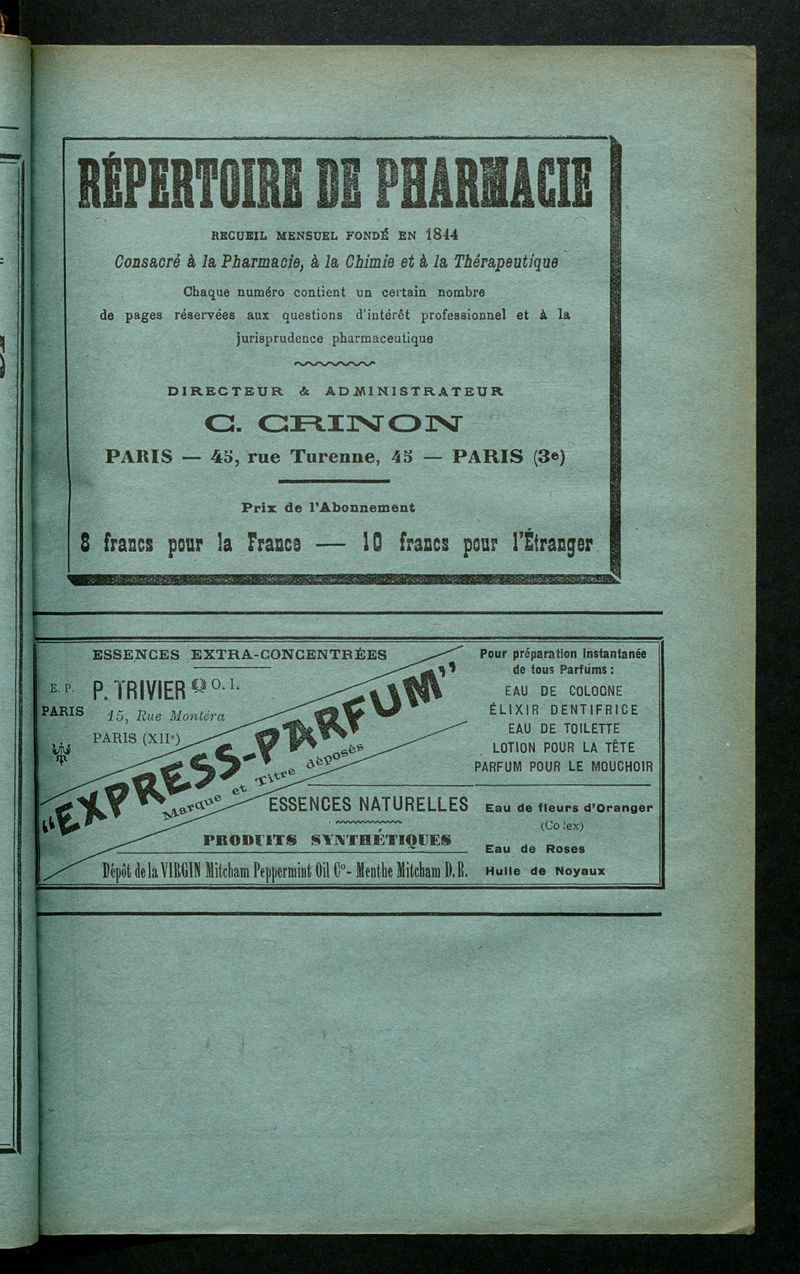 RÉPERTOIRE DE PHARMACIE
RECUEIL MENSUEL FONDÉ EN 1844
Consacré à la Pharmacie, à la Chimie et à la Thérapeutique
Chaque numéro contient un certain nombre
de pages réservées aux questions d'intérêt professionnel et à la
jurisprudence pharmaceutique
DIRECTEUR & ADMINISTRATEUR
C. CRINON
PARIS — 45, rue Turenne, 45 — PARIS (3e)
Prix de l'Abonnement
8 francs pour la France — 10 francs pour l'Étranger
ESSENCES EXTRA-CONCENTRÉES
E. P.
PARIS
P. TRIVIER O. I.
15, Rue Montéra
PARIS (XIIe)
"EXPRESS-PARFUM"
Marque et Titre déposés
ESSENCES NATURELLES
PRODUITS SYNTHÉTIQUES
Dépôt de la VIRGIN Mitcham Peppermint Oil Co - Menthe Mitcham D. R.
Pour préparation instantanée
de tous Parfums :
EAU DE COLOGNE
ÉLIXIR DENTIFRICE
EAU DE TOILETTE
LOTION POUR LA TÊTE
PARFUM POUR LE MOUCHOIR
Eau de fleurs d'Oranger
(Co lex)
Eau de Roses
Huile de Noyaux